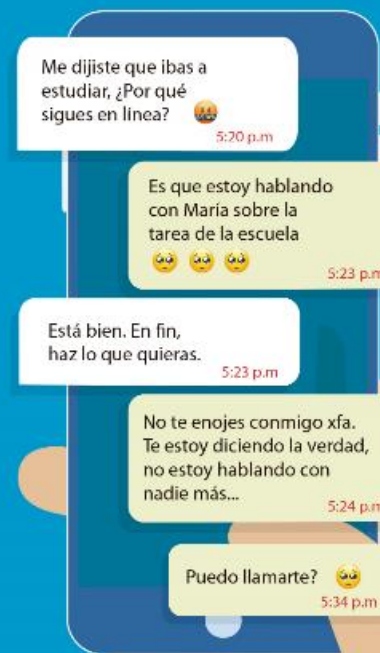 Me dijiste que ibas a
estudiar, ¿Por qué
sigues en linea? 🤬
5:20 p.m
Es que estoy hablando
con María sobre la
tarea de la escuela
🥺 🥺 🥺
5:23 p.m
Está bien. En fin,
haz lo que quieras.
5:23 p.m
No te enojes conmigo xfa.
Te estoy diciendo la verdad,
no estoy hablando con
nadie más...
5:24 p.m
Puedo llamarte? 🥺
5:34 p.m